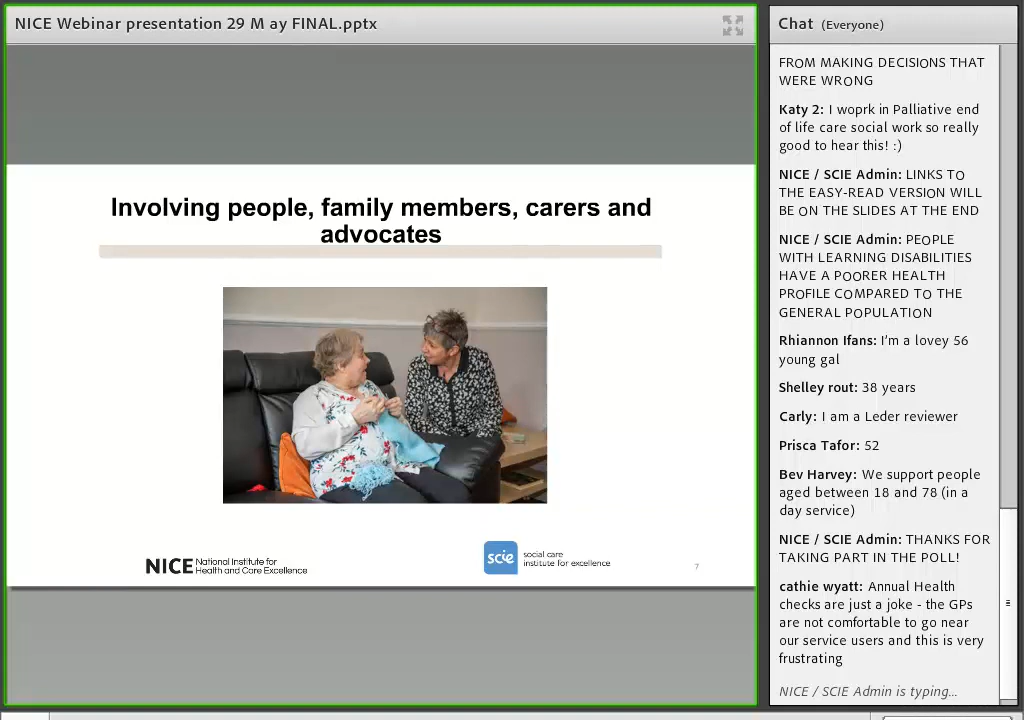 NICE Webinar presentation 29 M ay FINAL.pptx
Involving people, family members, carers and
advocates
NICE National Institute for
Health and Care Excellence
scie social care
institute for excellence
7
Chat (Everyone)
FROM MAKING DECISIONS THAT
WERE WRONG
Katy 2: I woprk in Palliative end
of life care social work so really
good to hear this! :)
NICE / SCIE Admin: LINKS TO
THE EASY-READ VERSION WILL
BE ON THE SLIDES AT THE END
NICE / SCIE Admin: PEOPLE
WITH LEARNING DISABILITIES
HAVE A POORER HEALTH
PROFILE COMPARED TO THE
GENERAL POPULATION
Rhiannon Ifans: I'm a lovey 56
young gal
Shelley rout: 38 years
Carly: I am a Leder reviewer
Prisca Tafor: 52
Bev Harvey: We support people
aged between 18 and 78 (in a
day service)
NICE / SCIE Admin: THANKS FOR
TAKING PART IN THE POLL!
cathie wyatt: Annual Health
checks are just a joke - the GPs
are not comfortable to go near
our service users and this is very
frustrating
NICE / SCIE Admin is typing...